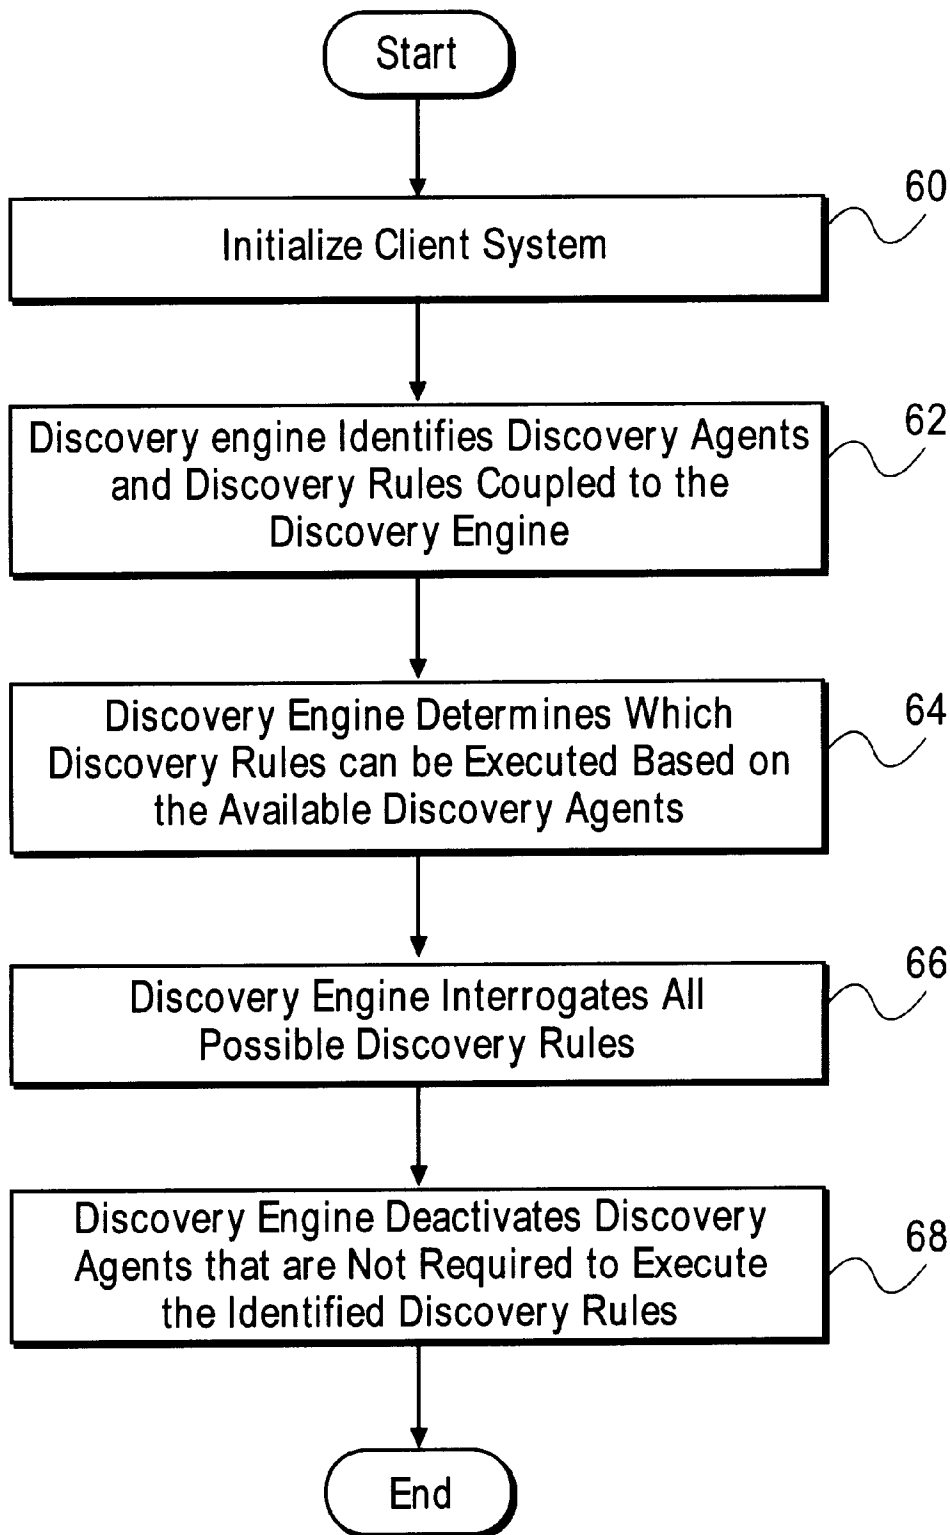 Start
60
Initialize Client System
62
Discovery engine Identifies Discovery Agents
and Discovery Rules Coupled to the
Discovery Engine
64
Discovery Engine Determines Which
Discovery Rules can be Executed Based on
the Available Discovery Agents
66
Discovery Engine Interrogates All
Possible Discovery Rules
68
Discovery Engine Deactivates Discovery
Agents that are Not Required to Execute
the Identified Discovery Rules
End